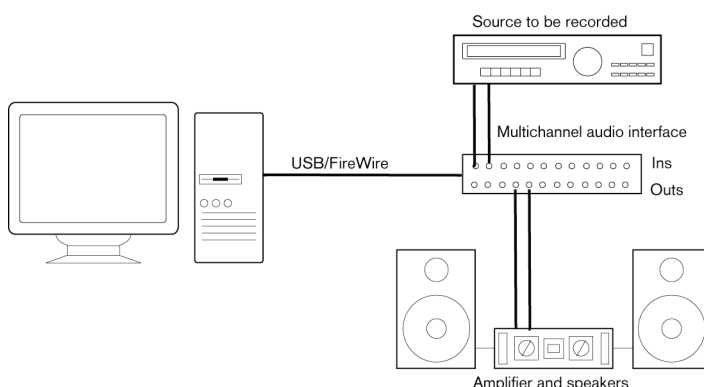 Source to be recorded
Multichannel audio interface
USB/FireWire
Ins
Outs
Amplifier and speakers